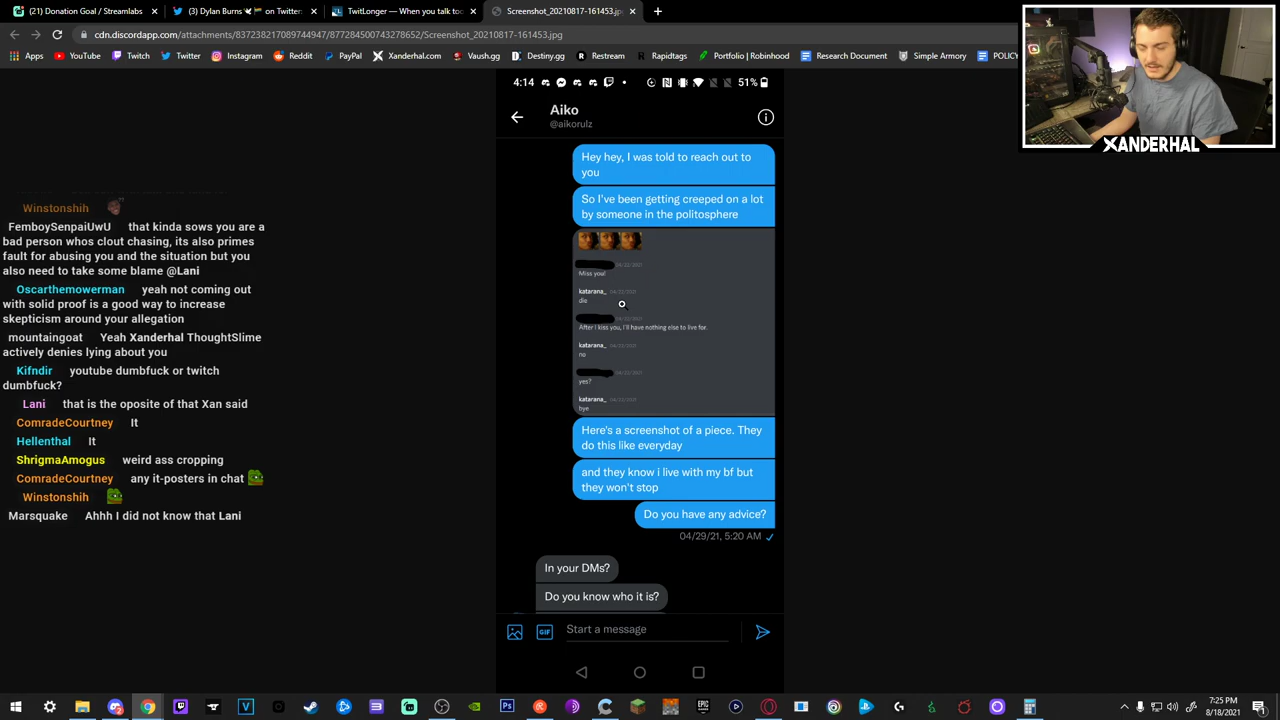 (21) Donation Goal / Streamlabs
(3) Dylan Burns on Twitter:
TwitLonger — When you talk too
Screenshot_20210817-161453.jpg
cdn.discordapp.com/attachments/837238217089744947/877284500743278652/Screenshot_20210817-161453.jpg
Apps YouTube Twitch Twitter Instagram Reddit PayPal Xanderhal.com Vaush.gg Destiny.gg Restream Rapidtags Portfolio | Robinhood Research Document Sessions POLICY
XANDERHAL
4:14
51%
Aiko
@aikorulz
Hey hey, I was told to reach out to
you
So I've been getting creeped on a lot
by someone in the politosphere
Miss you!
katarana_
die
After I kiss you, I'll have nothing else to live for.
katarana_
no
yes?
katarana_
bye
Here's a screenshot of a piece. They
do this like everyday
and they know i live with my bf but
they won't stop
Do you have any advice?
04/29/21, 5:20 AM
In your DMs?
Do you know who it is?
GIF
Start a message
Winstonshih
FemboySenpaiUwU that kinda sows you are a
bad person whos clout chasing, its also primes
fault for abusing you and the situation but you
also need to take some blame @Lani
Oscarthemowerman yeah not coming out
with solid proof is a good way to increase
skepticism around your allegation
mountaingoat Yeah Xanderhal ThoughtSlime
actively denies lying about you
Kifndir youtube dumbfuck or twitch
dumbfuck?
Lani that is the oposite of that Xan said
ComradeCourtney It
Hellenthal It
ShrigmaAmogus weird ass cropping
ComradeCourtney any it-posters in chat
Winstonshih
Marsquake Ahhh I did not know that Lani
7:25 PM
8/18/2021